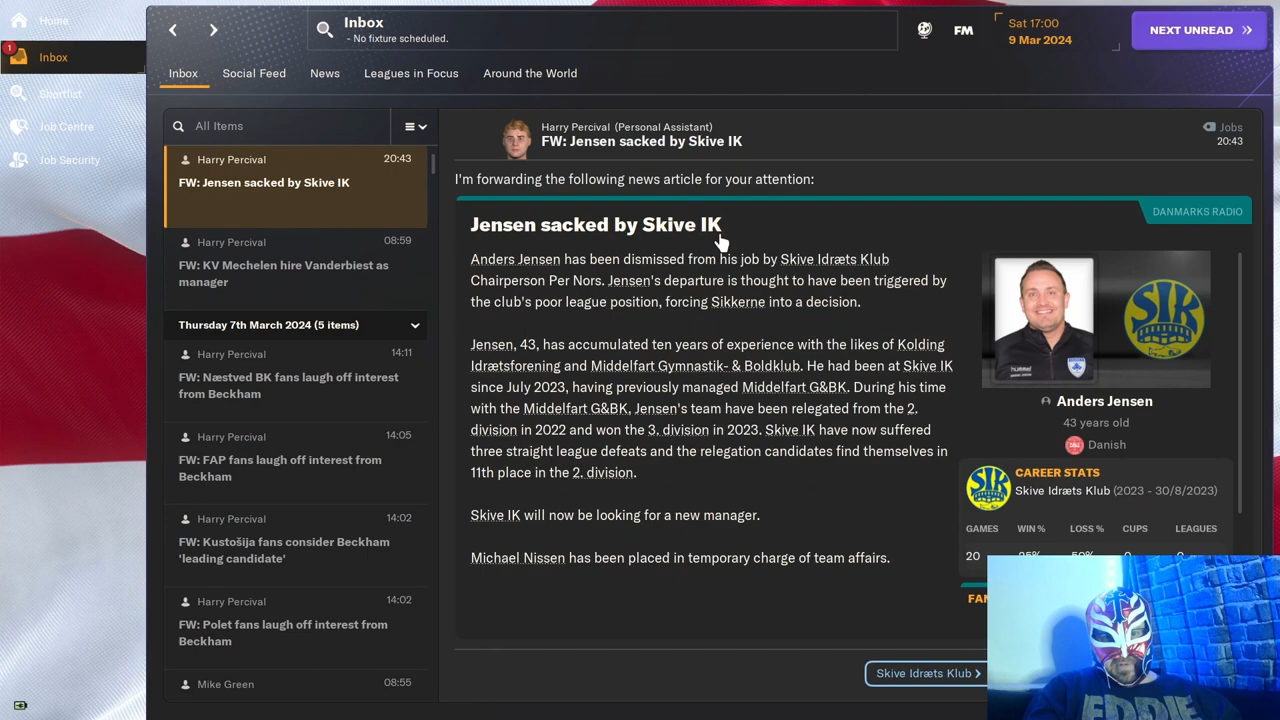 Home
1
Inbox
Shortlist
Job Centre
Job Security
Inbox
- No fixture scheduled.
FM
Sat 17:00
9 Mar 2024
NEXT UNREAD
Inbox
Social Feed
News
Leagues in Focus
Around the World
All Items
Harry Percival
20:43
FW: Jensen sacked by Skive IK
Harry Percival
08:59
FW: KV Mechelen hire Vanderbiest as
manager
Thursday 7th March 2024 (5 items)
Harry Percival
14:11
FW: Næstved BK fans laugh off interest
from Beckham
Harry Percival
14:05
FW: FAP fans laugh off interest from
Beckham
Harry Percival
14:02
FW: Kustošija fans consider Beckham
'leading candidate'
Harry Percival
14:02
FW: Polet fans laugh off interest from
Beckham
Mike Green
08:55
Harry Percival (Personal Assistant)
FW: Jensen sacked by Skive IK
Jobs
20:43
I'm forwarding the following news article for your attention:
DANMARKS RADIO
Jensen sacked by Skive IK
Anders Jensen has been dismissed from his job by Skive Idræts Klub
Chairperson Per Nors. Jensen's departure is thought to have been triggered by
the club's poor league position, forcing Sikkerne into a decision.
Jensen, 43, has accumulated ten years of experience with the likes of Kolding
Idrætsforening and Middelfart Gymnastik- & Boldklub. He had been at Skive IK
since July 2023, having previously managed Middelfart G&BK. During his time
with the Middelfart G&BK, Jensen's team have been relegated from the 2.
division in 2022 and won the 3. division in 2023. Skive IK have now suffered
three straight league defeats and the relegation candidates find themselves in
11th place in the 2. division.
Skive IK will now be looking for a new manager.
Michael Nissen has been placed in temporary charge of team affairs.
SIK
Anders Jensen
43 years old
Danish
CAREER STATS
Skive Idræts Klub (2023 - 30/8/2023)
GAMES WIN % LOSS % CUPS LEAGUES
20
FAN
Skive Idræts Klub
EDDIE